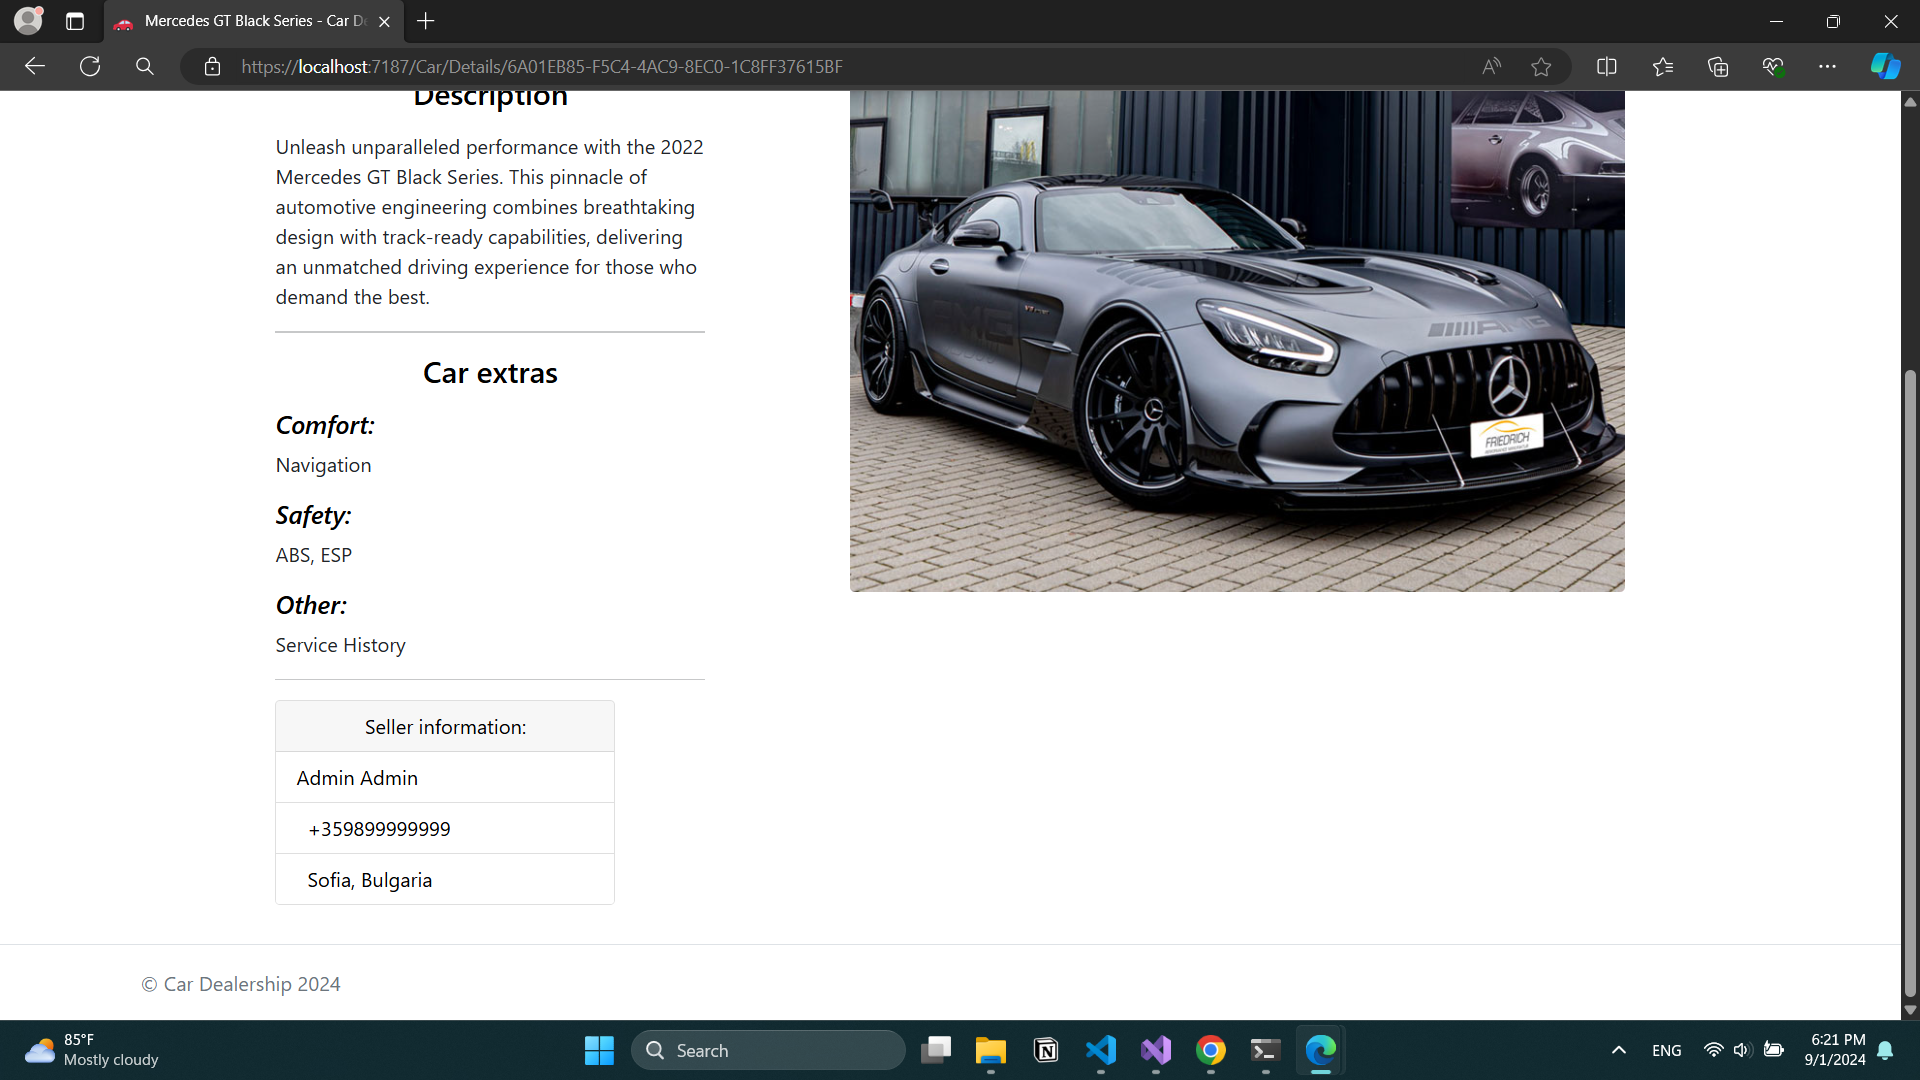 Mercedes GT Black Series - Car De
https://localhost:7187/Car/Details/6A01EB85-F5C4-4AC9-8EC0-1C8FF37615BF
Description
Unleash unparalleled performance with the 2022
Mercedes GT Black Series. This pinnacle of
automotive engineering combines breathtaking
design with track-ready capabilities, delivering
an unmatched driving experience for those who
demand the best.
Car extras
Comfort:
Navigation
Safety:
ABS, ESP
Other:
Service History
Seller information:
Admin Admin
+359899999999
Sofia, Bulgaria
AMG
AMG
FRIEDRICH
© Car Dealership 2024
85°F
Mostly cloudy
Search
ENG
6:21 PM
9/1/2024